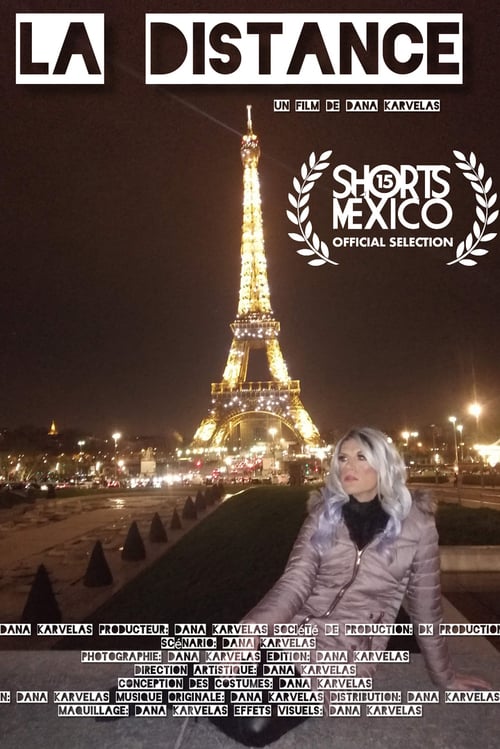 LA DISTANCE
UN FILM DE DANA KARVELAS
SHORTS
15
MEXICO
OFFICIAL SELECTION
DANA KARVELAS PRODUCTEUR: DANA KARVELAS SOCIÉTÉ DE PRODUCTION: DK PRODUCTION
SCÉNARIO: DANA KARVELAS
PHOTOGRAPHIE: DANA KARVELAS EDITION: DANA KARVELAS
DIRECTION ARTISTIQUE: DANA KARVELAS
CONCEPTION DES COSTUMES: DANA KARVELAS
N: DANA KARVELAS MUSIQUE ORIGINALE: DANA KARVELAS DISTRIBUTION: DANA KARVELAS
MAQUILLAGE: DANA KARVELAS EFFETS VISUELS: DANA KARVELAS